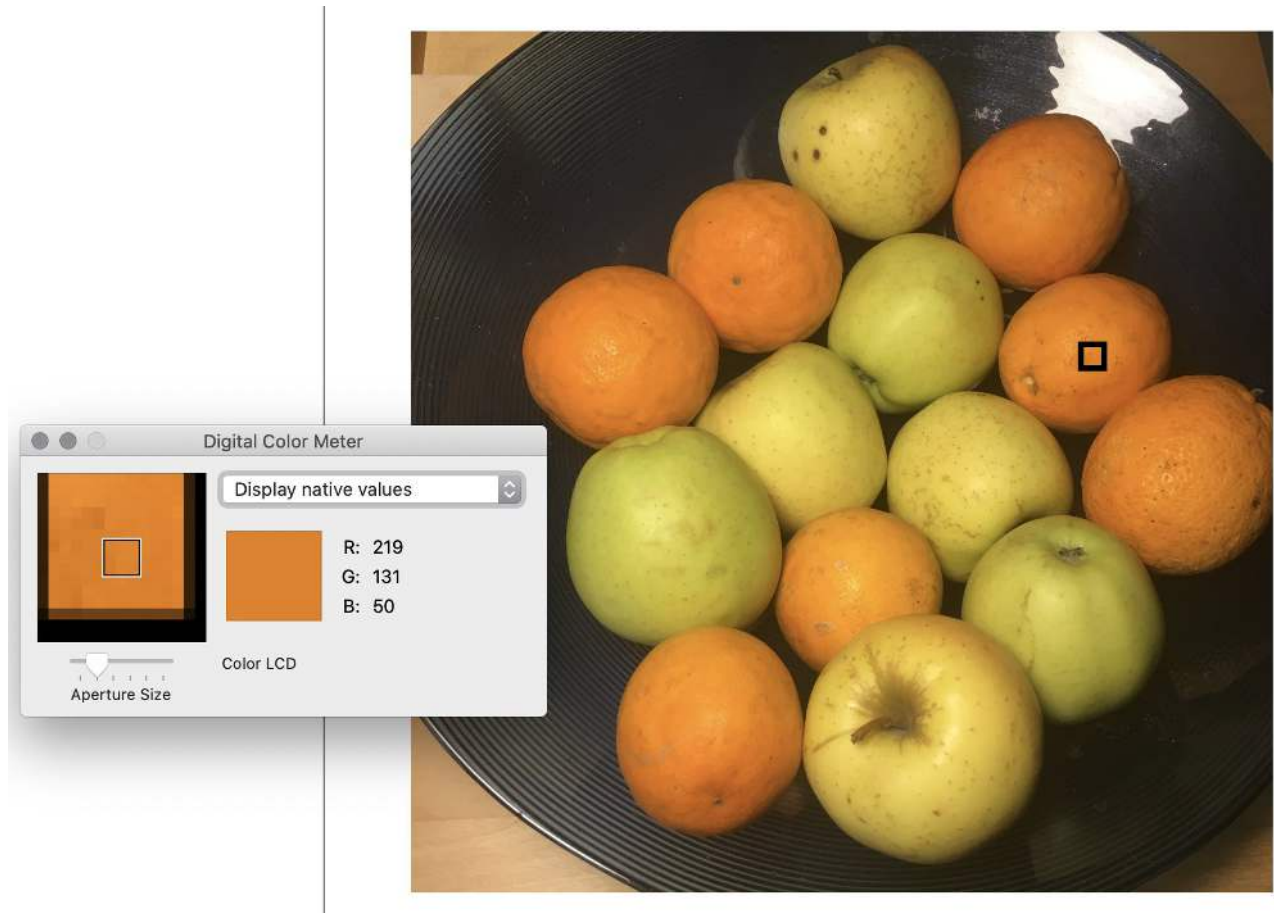 Digital Color Meter
Display native values
R: 219
G: 131
B: 50
Color LCD
Aperture Size